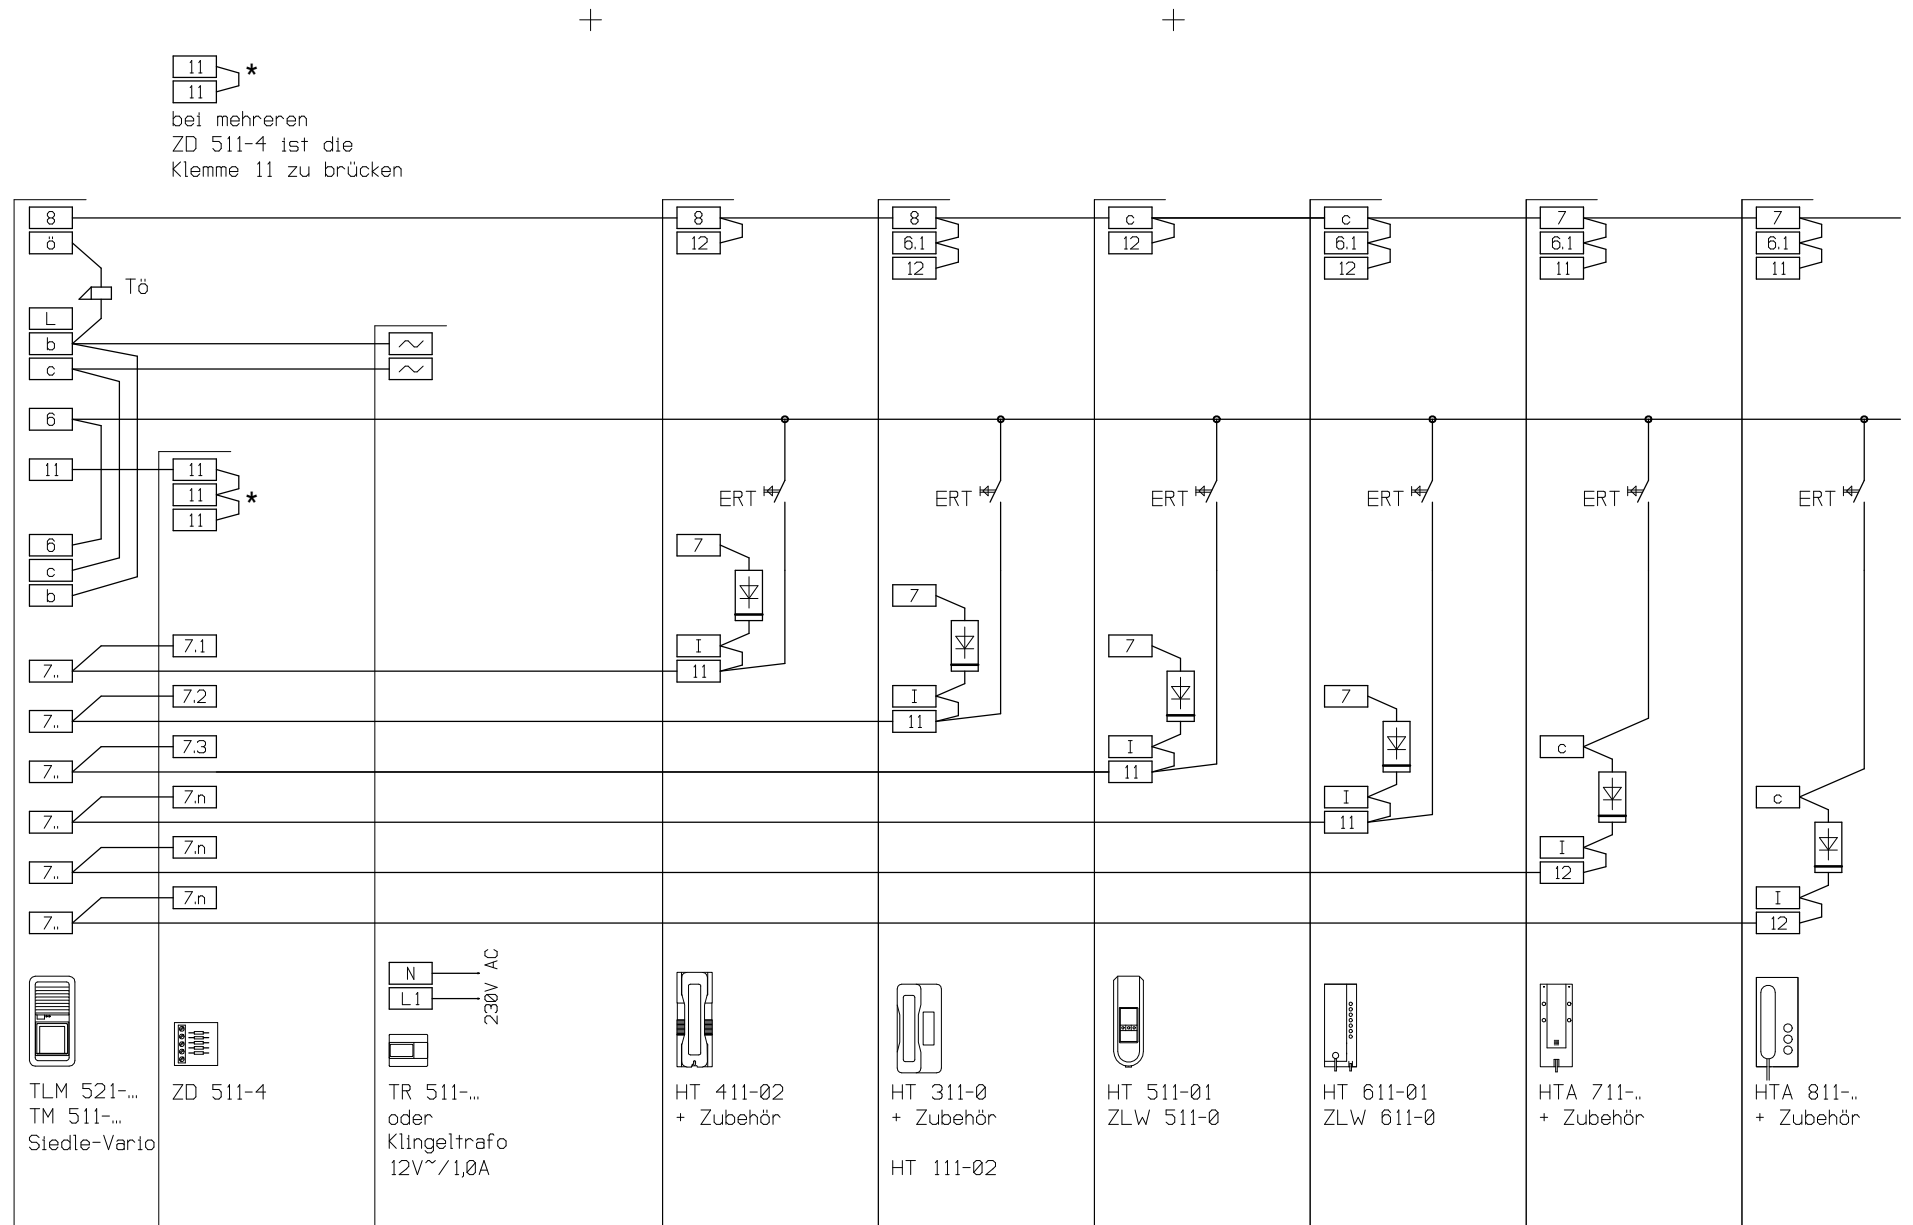 11
*
11
bei mehreren
ZD 511-4 ist die
Klemme 11 zu brücken
8
8
8
c
c
7
7
ö
12
6.1
12
6.1
6.1
6.1
12
12
11
11
Tö
L
b
c
6
11
11
11
*
11
ERT
ERT
ERT
ERT
ERT
ERT
6
c
b
7
7
7
7
c
c
7.1
I
7..
11
7.2
I
7..
11
7.3
I
7..
11
7.n
I
7..
11
7.n
I
7..
12
7.n
I
7..
12
N
L1
230V AC
TLM 521-...
TM 511-...
Siedle-Vario
ZD 511-4
TR 511-...
oder
Klingeltrafo
12V~/1,0A
HT 411-02
+ Zubehör
HT 311-0
+ Zubehör
HT 111-02
HT 511-01
ZLW 511-0
HT 611-01
ZLW 611-0
HTA 711-..
+ Zubehör
HTA 811-..
+ Zubehör